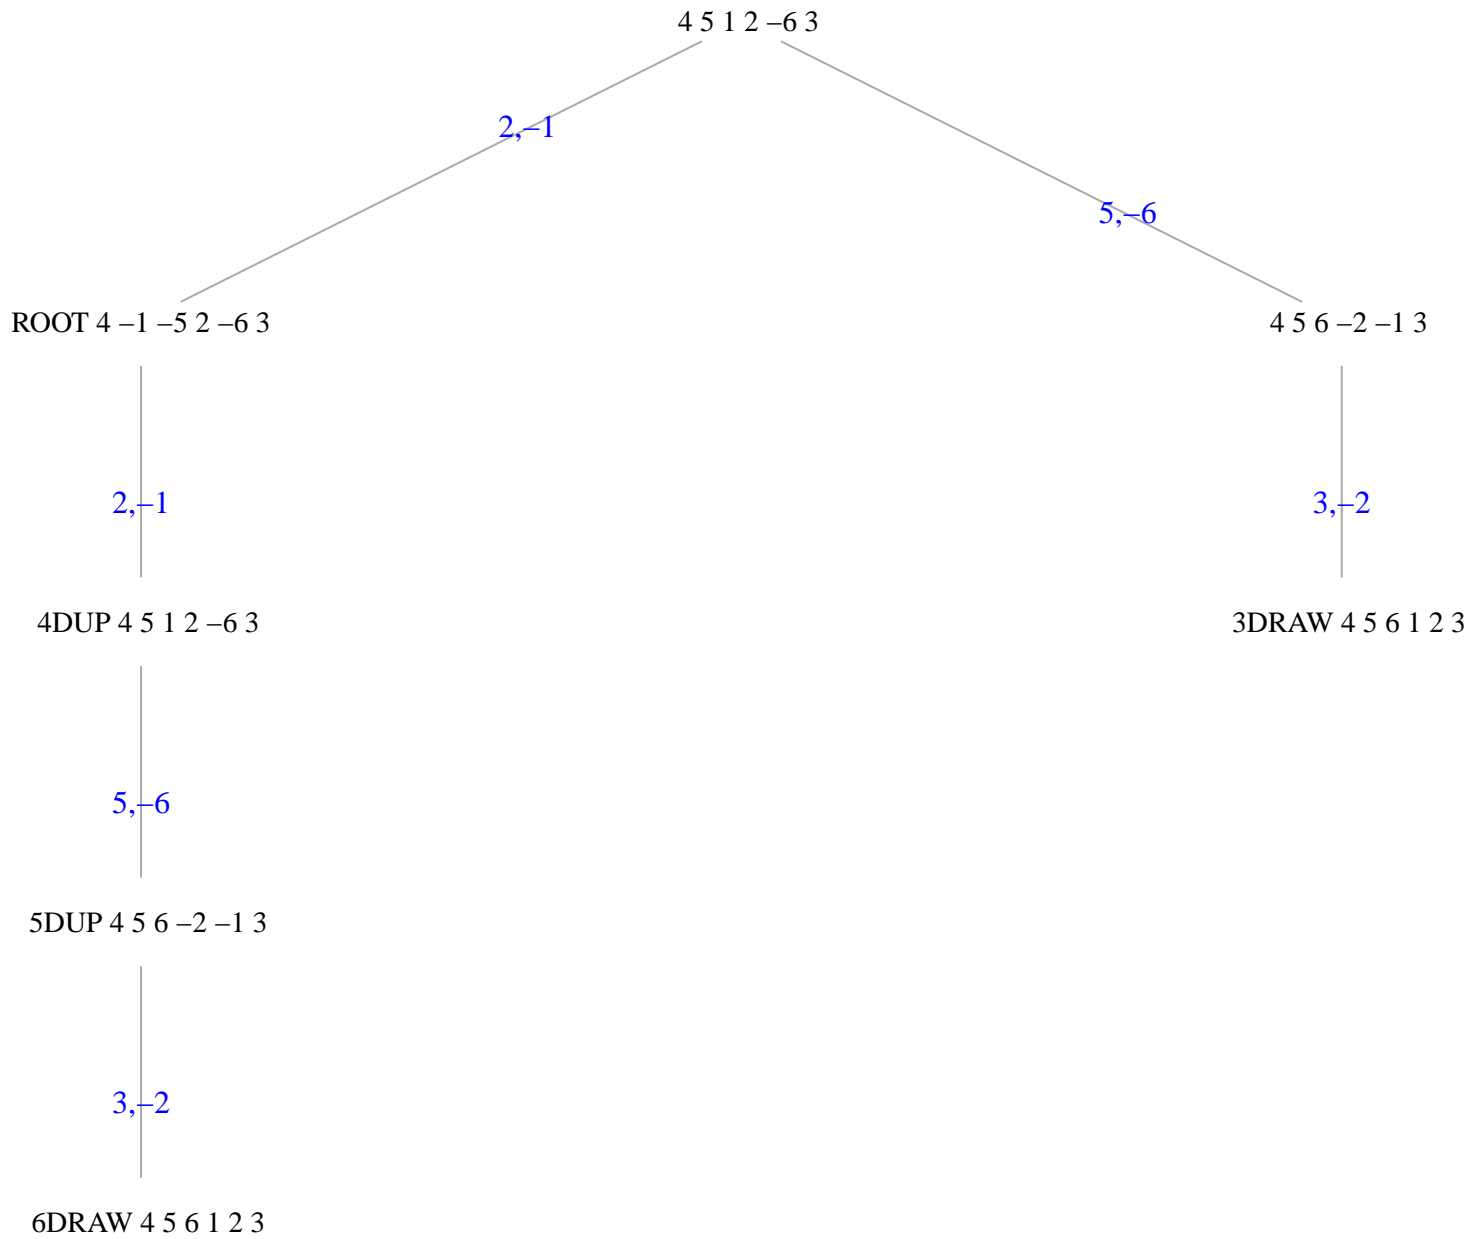 4 5 1 2 –6 3
2,–1
5,–6
ROOT 4 –1 –5 2 –6 3
4 5 6 –2 –1 3
2,–1
3,–2
4DUP 4 5 1 2 –6 3
3DRAW 4 5 6 1 2 3
5,–6
5DUP 4 5 6 –2 –1 3
3,–2
6DRAW 4 5 6 1 2 3